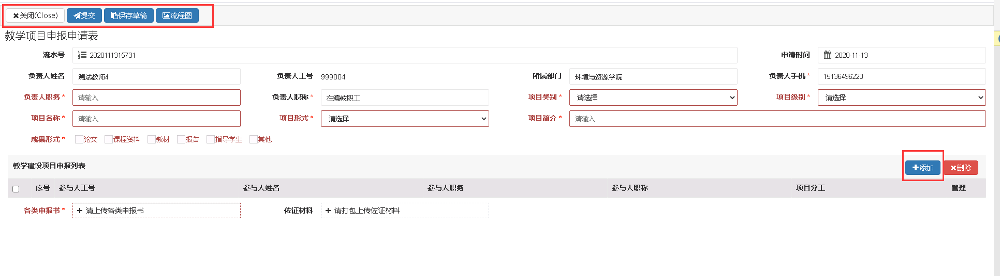 关闭(Close) 提交 保存草稿 流程图
教学项目申报申请表
流水号 2020111315731 申请时间 2020-11-13
负责人姓名 测试教师4 负责人工号 999004 所属部门 环境与资源学院 负责人手机* 15136496220
负责人职务* 请输入 负责人职称* 在编教职工 项目类别* 请选择 项目级别* 请选择
项目名称* 请输入 项目形式* 请选择 项目简介* 请输入
成果形式* 论文 课程资料 教材 报告 指导学生 其他
教学建设项目申报列表 添加 删除
序号 参与人工号 参与人姓名 参与人职务 参与人职称 项目分工 管理
各类申报书* + 请上传各类申报书 佐证材料 + 请打包上传佐证材料